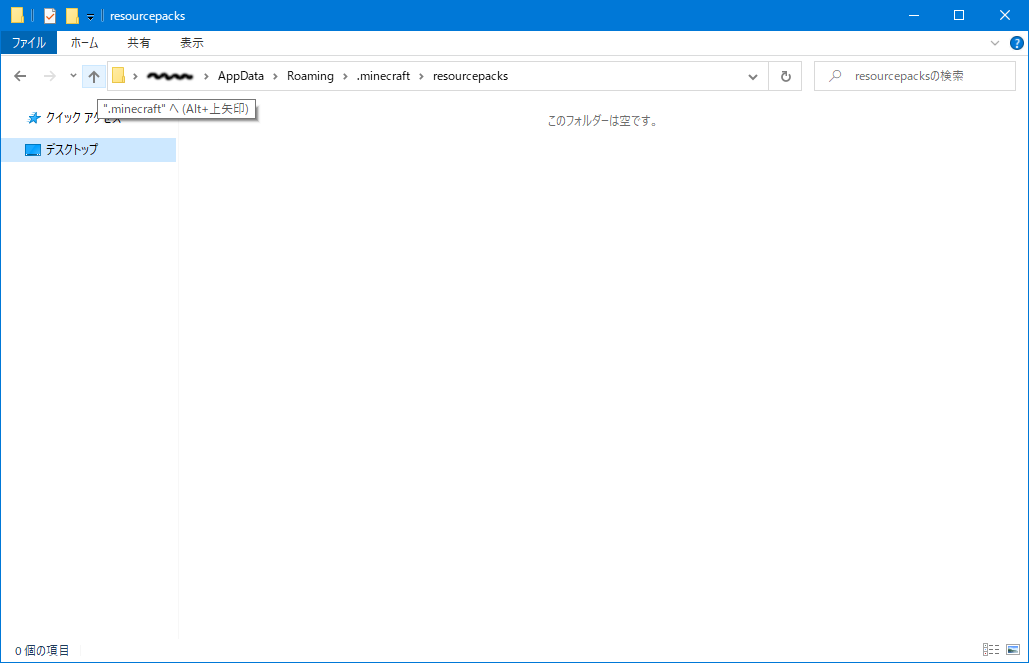 resourcepacks
ファイル ホーム 共有 表示
AppData Roaming .minecraft resourcepacks resourcepacksの検索
".minecraft" へ (Alt+上矢印)
クイック アクセス
このフォルダーは空です。
デスクトップ
0 個の項目